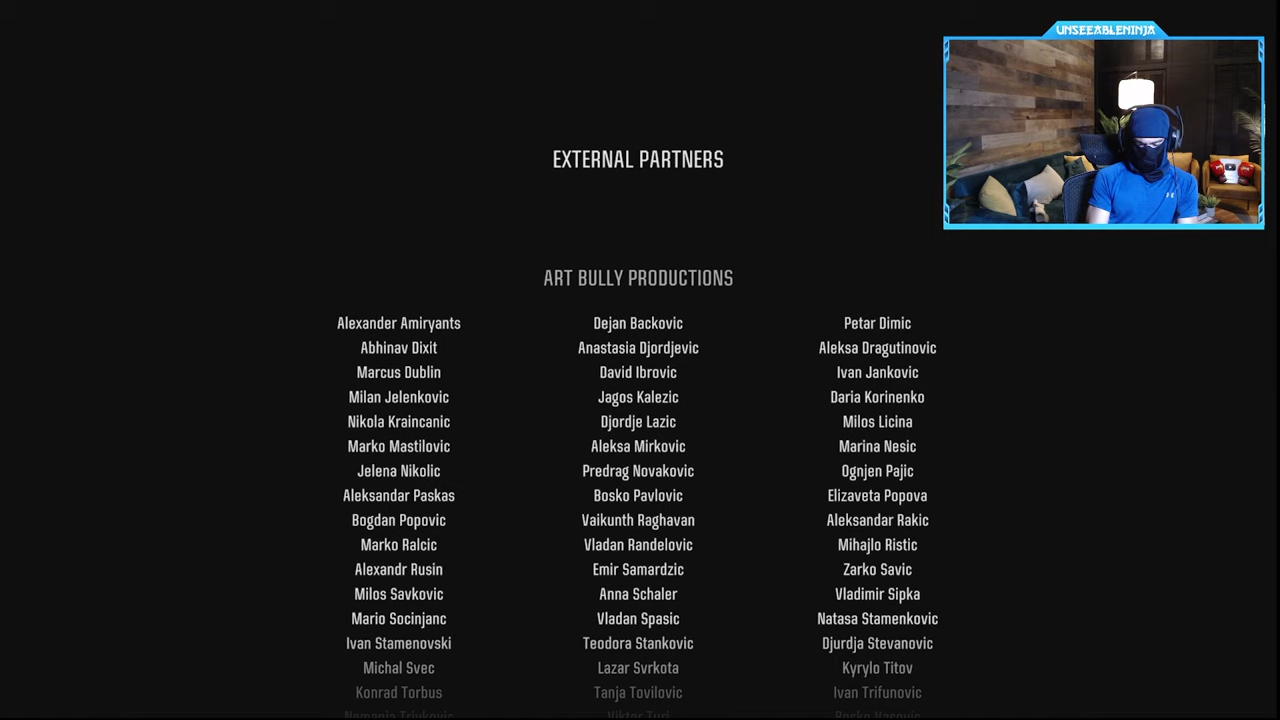 UNSEEABLENINJA
EXTERNAL PARTNERS
ART BULLY PRODUCTIONS
Alexander Amiryants Dejan Backovic Petar Dimic
Abhinav Dixit Anastasia Djordjevic Aleksa Dragutinovic
Marcus Dublin David Ibrovic Ivan Jankovic
Milan Jelenkovic Jagos Kalezic Daria Korinenko
Nikola Kraincanic Djordje Lazic Milos Licina
Marko Mastilovic Aleksa Mirkovic Marina Nesic
Jelena Nikolic Predrag Novakovic Ognjen Pajic
Aleksandar Paskas Bosko Pavlovic Elizaveta Popova
Bogdan Popovic Vaikunth Raghavan Aleksandar Rakic
Marko Ralcic Vladan Randelovic Mihajlo Ristic
Alexandr Rusin Emir Samardzic Zarko Savic
Milos Savkovic Anna Schaler Vladimir Sipka
Mario Socinjanc Vladan Spasic Natasa Stamenkovic
Ivan Stamenovski Teodora Stankovic Djurdja Stevanovic
Michal Svec Lazar Svrkota Kyrylo Titov
Konrad Torbus Tanja Tovilovic Ivan Trifunovic